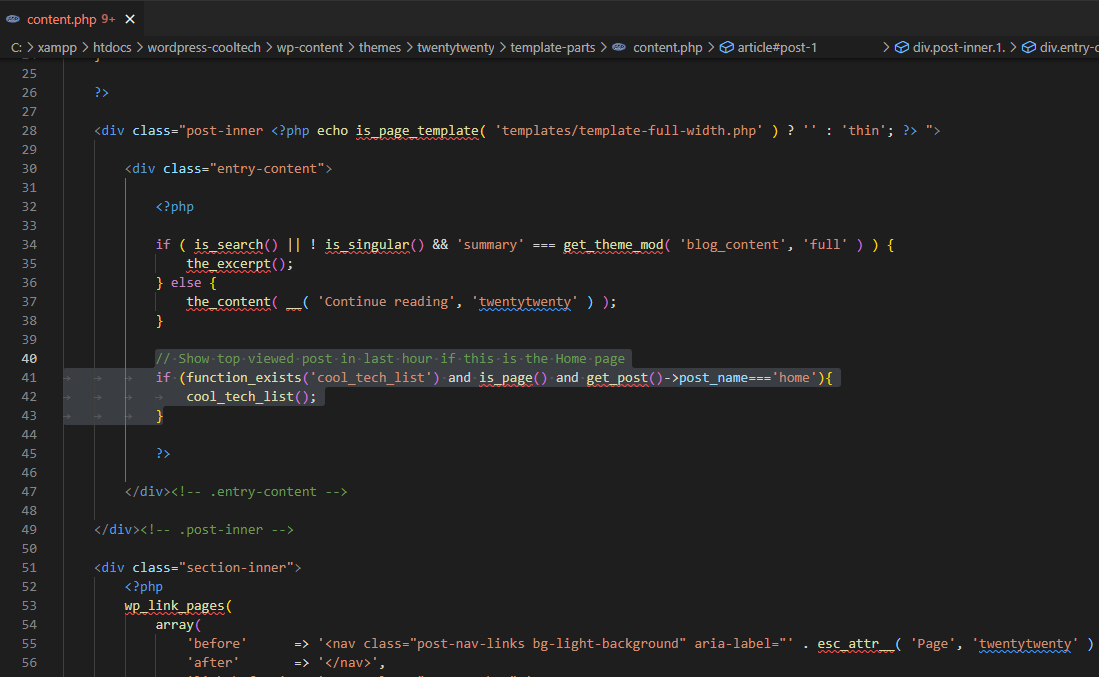 content.php 9+ ×
C: > xampp > htdocs > wordpress-cooltech > wp-content > themes > twentytwenty > template-parts > content.php > article#post-1 > div.post-inner.1. > div.entry-c
25
26 ?>
27
28 <div class="post-inner <?php echo is_page_template( 'templates/template-full-width.php' ) ? '' : 'thin'; ?> ">
29
30 <div class="entry-content">
31
32 <?php
33
34 if ( is_search() || ! is_singular() && 'summary' === get_theme_mod( 'blog_content', 'full' ) ) {
35 the_excerpt();
36 } else {
37 the_content( __( 'Continue reading', 'twentytwenty' ) );
38 }
39
40 // Show top viewed post in last hour if this is the Home page
41 if (function_exists('cool_tech_list') and is_page() and get_post()->post_name==='home'){
42 cool_tech_list();
43 }
44
45 ?>
46
47 </div><!-- .entry-content -->
48
49 </div><!-- .post-inner -->
50
51 <div class="section-inner">
52 <?php
53 wp_link_pages(
54 array(
55 'before' => '<nav class="post-nav-links bg-light-background" aria-label="' . esc_attr__( 'Page', 'twentytwenty' )
56 'after' => '</nav>',